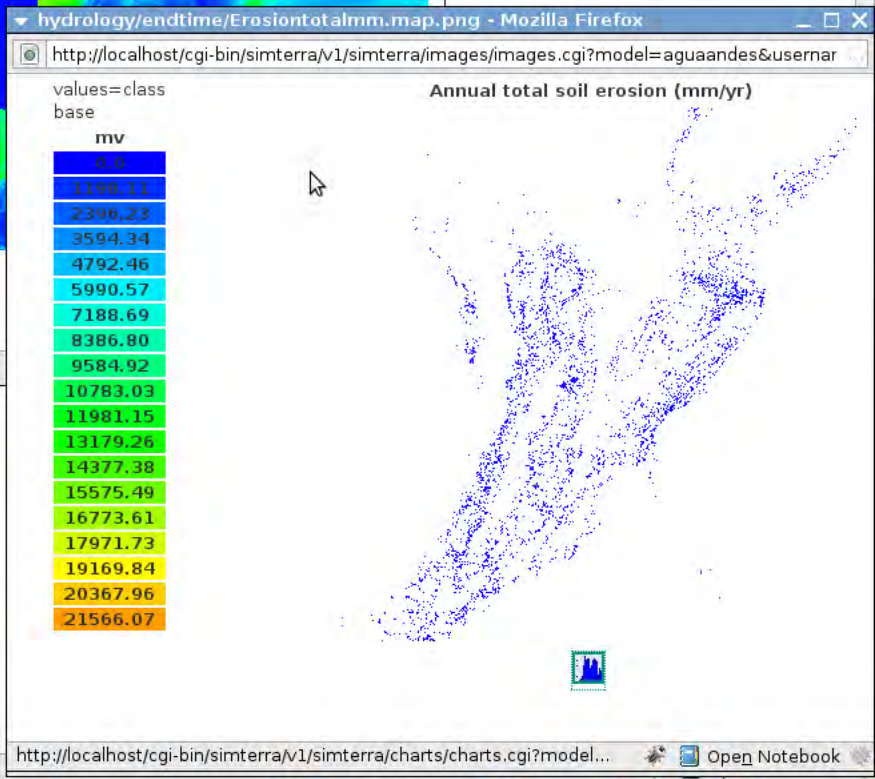 hydrology/endtime/Erosiontotalmm.map.png - Mozilla Firefox
http://localhost/cgi-bin/simterra/v1/simterra/images/images.cgi?model=aguaandes&usernar
values=class
base
Annual total soil erosion (mm/yr)
mv
0.0
1198.11
2396.23
3594.34
4792.46
5990.57
7188.69
8386.80
9584.92
10783.03
11981.15
13179.26
14377.38
15575.49
16773.61
17971.73
19169.84
20367.96
21566.07
http://localhost/cgi-bin/simterra/v1/simterra/charts/charts.cgi?model...
Open Notebook